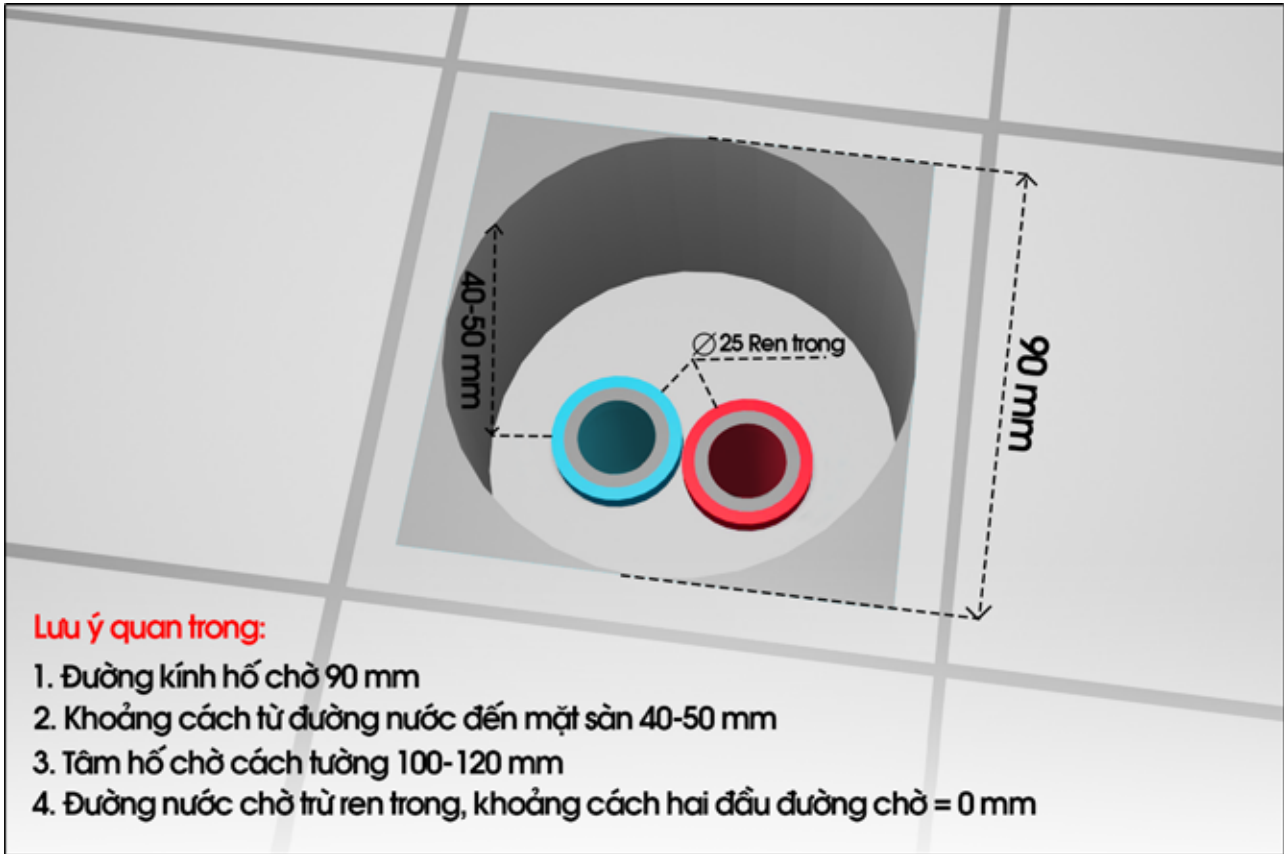 40-50 mm
Ø 25 Ren trong
90 mm
Lưu ý quan trong:
1. Đường kính hố chờ 90 mm
2. Khoảng cách từ đường nước đến mặt sàn 40-50 mm
3. Tâm hố chờ cách tường 100-120 mm
4. Đường nước chờ trừ ren trong, khoảng cách hai đầu đường chờ = 0 mm